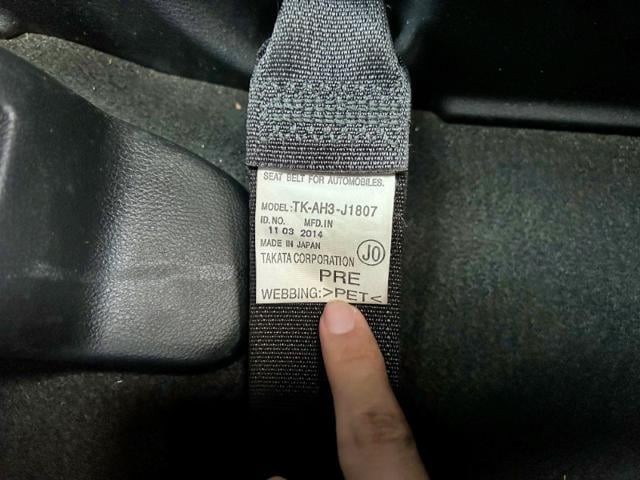 SEAT BELT FOR AUTOMOBILES.
MODEL:TK-AH3-J1807
ID.NO. MFD.IN
11 03 2014
MADE IN JAPAN
TAKATA CORPORATION JO
PRE
WEBBING:>PET<